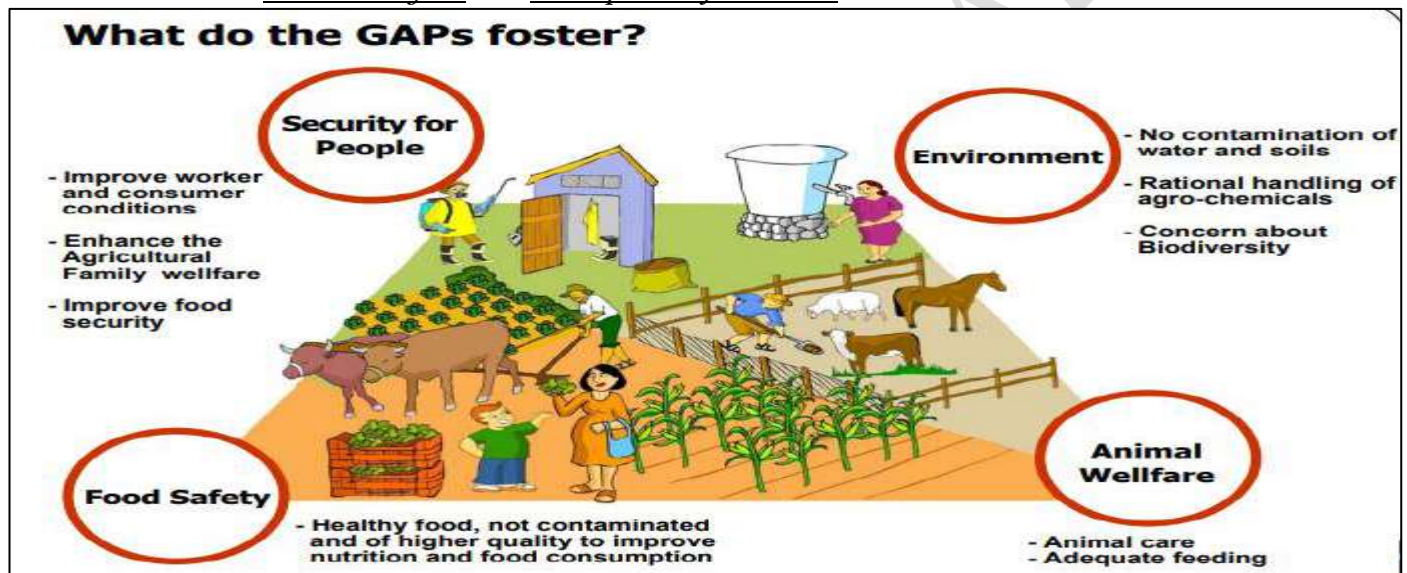 What do the GAPs foster?
Security for
People
- Improve worker
and consumer
conditions
- Enhance the
Agricultural
Family wellfare
- Improve food
security
Environment
- No contamination of
water and soils
- Rational handling of
agro-chemicals
- Concern about
Biodiversity
Food Safety
- Healthy food, not contaminated
and of higher quality to improve
nutrition and food consumption
Animal
Wellfare
- Animal care
- Adequate feeding